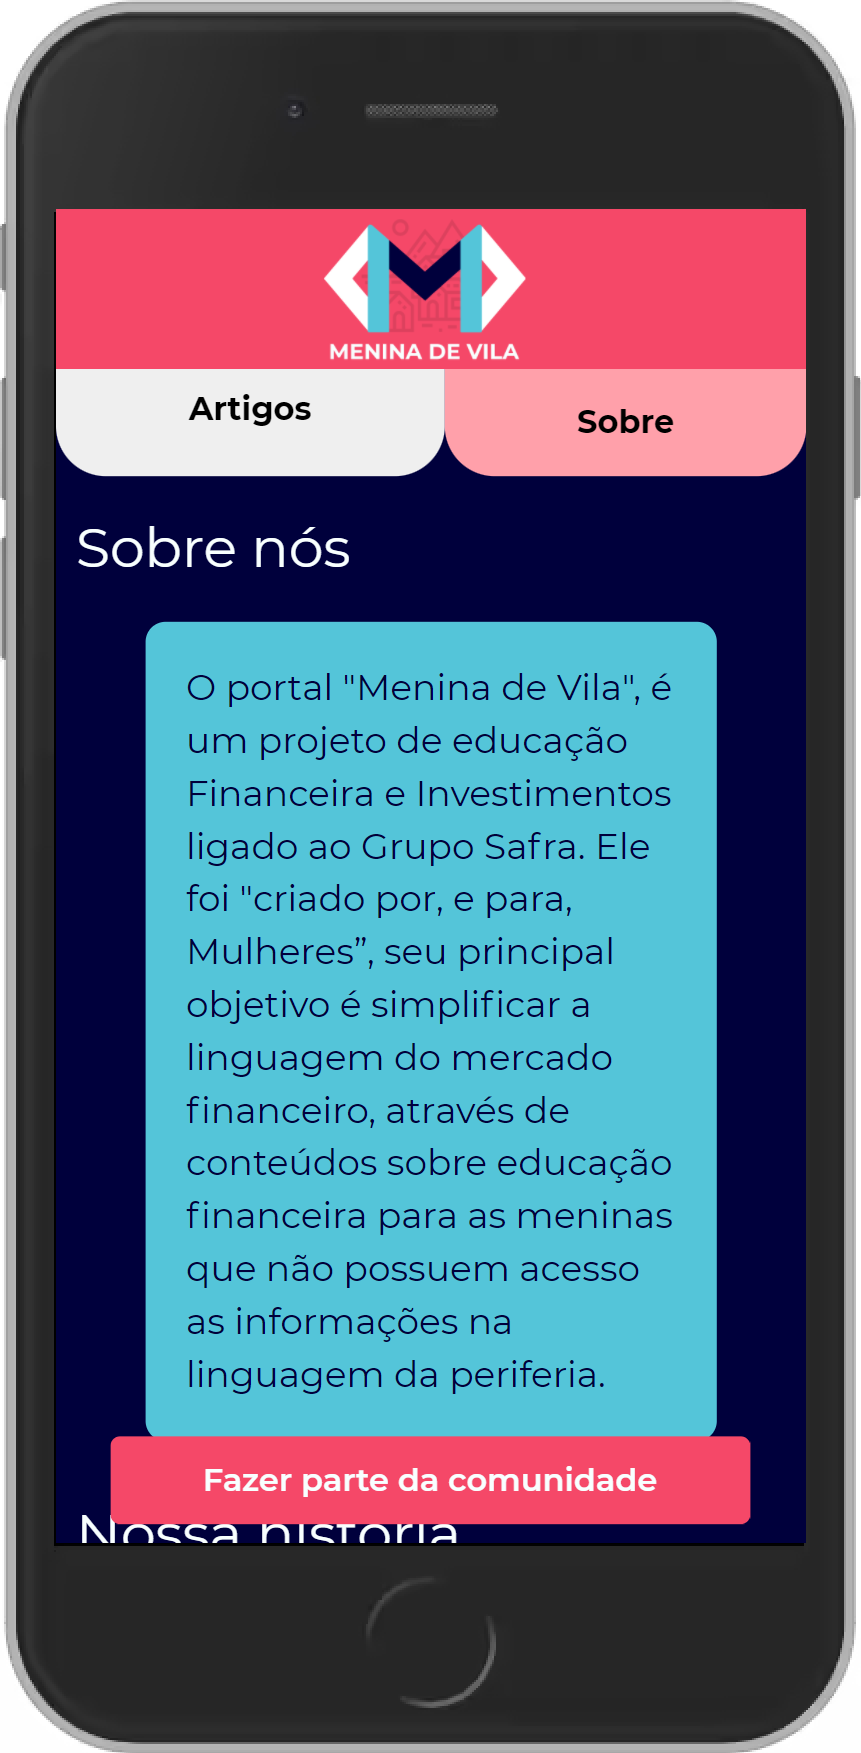 MENINA DE VILA
Artigos
Sobre
Sobre nós
O portal "Menina de Vila", é
um projeto de educação
Financeira e Investimentos
ligado ao Grupo Safra. Ele
foi "criado por, e para,
Mulheres”, seu principal
objetivo é simplificar a
linguagem do mercado
financeiro, através de
conteúdos sobre educação
financeira para as meninas
que não possuem acesso
as informações na
linguagem da periferia.
Fazer parte da comunidade
Nossa história